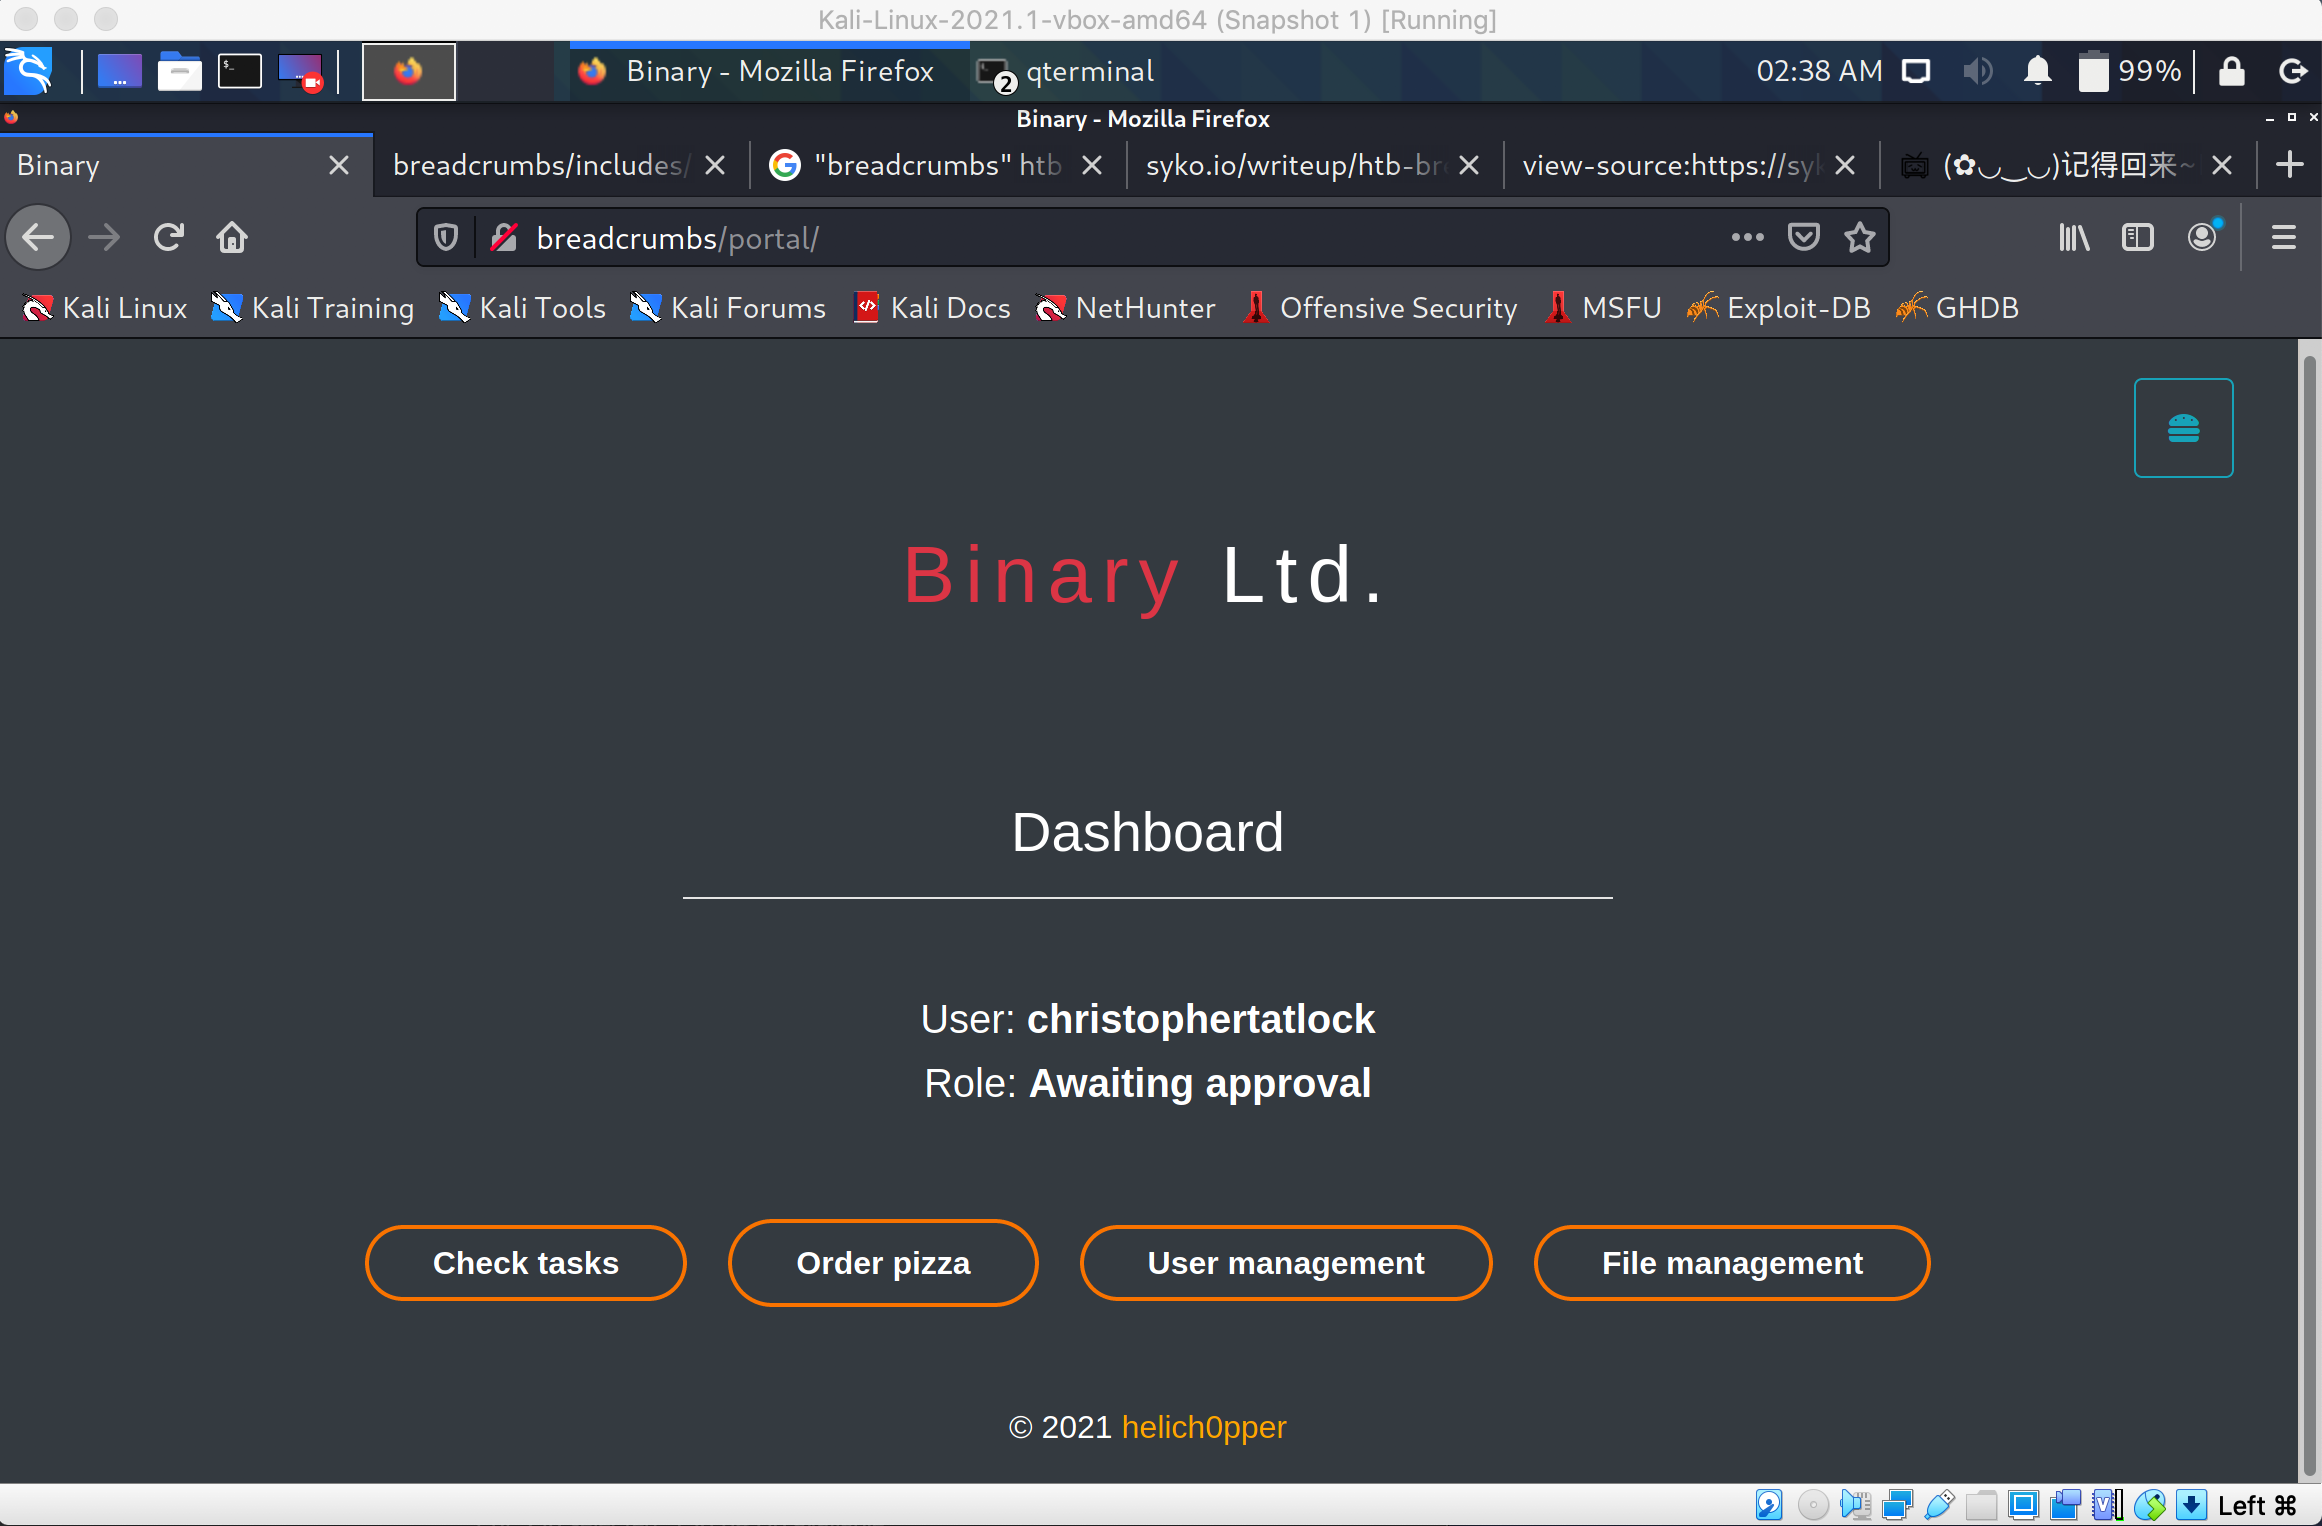 Kali-Linux-2021.1-vbox-amd64 (Snapshot 1) [Running]
Binary - Mozilla Firefox
2 qterminal
02:38 AM
99%
Binary - Mozilla Firefox
Binary
breadcrumbs/includes/
"breadcrumbs" htb
syko.io/writeup/htb-bre
view-source:https://syk
(✿◡‿◡)记得回来~
breadcrumbs/portal/
Kali Linux
Kali Training
Kali Tools
Kali Forums
Kali Docs
NetHunter
Offensive Security
MSFU
Exploit-DB
GHDB
Binary Ltd.
Dashboard
User: christophertatlock
Role: Awaiting approval
Check tasks
Order pizza
User management
File management
© 2021 helich0pper
Left ⌘